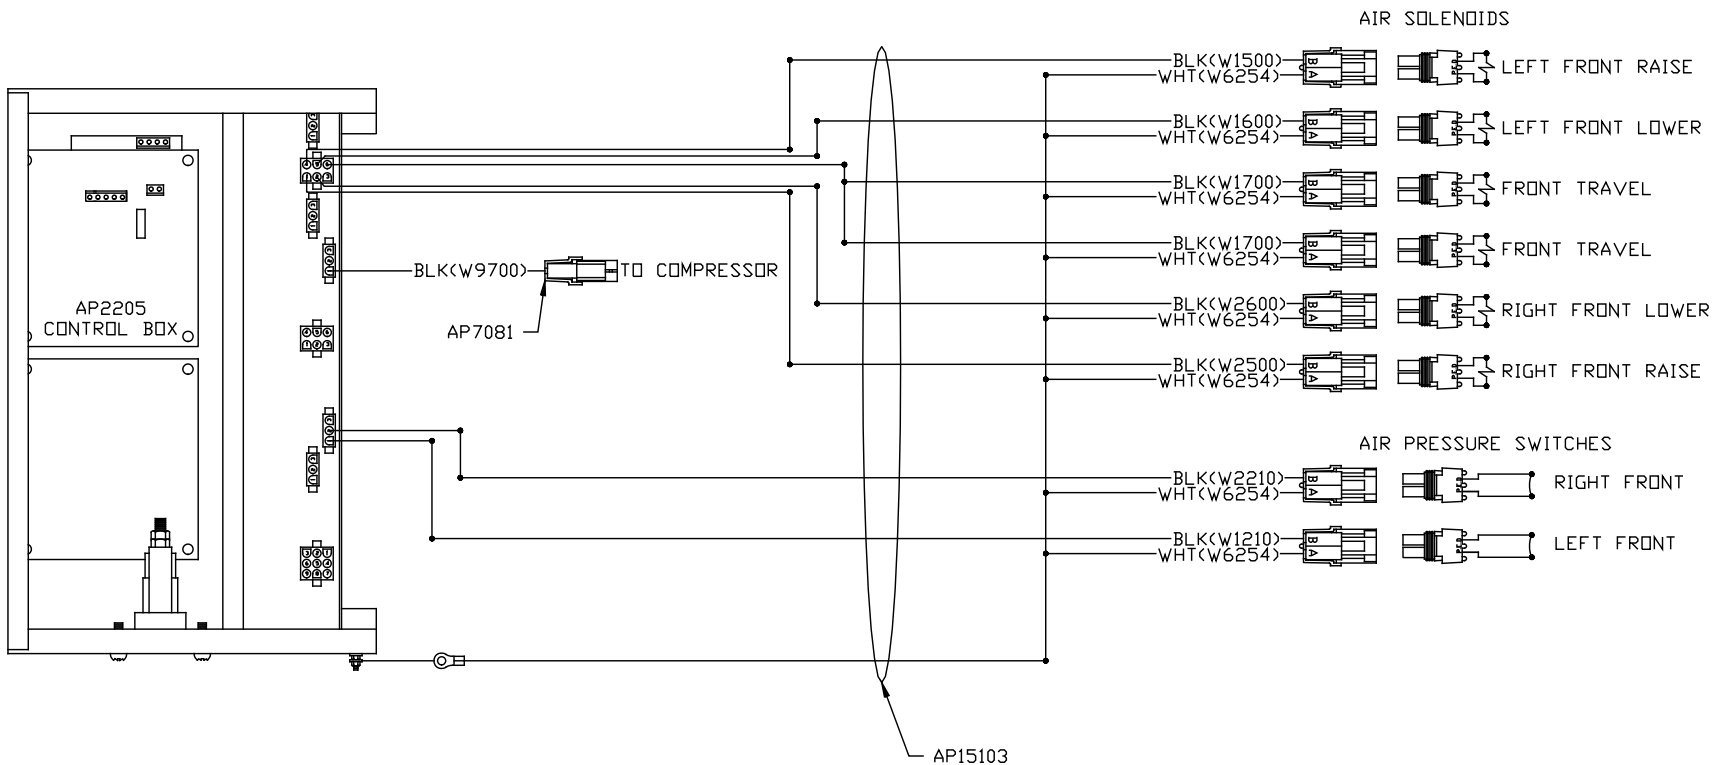 AIR SOLENOIDS
BLK(W1500)
WHT(W6254)
B
A
LEFT FRONT RAISE
BLK(W1600)
WHT(W6254)
B
A
LEFT FRONT LOWER
BLK(W1700)
WHT(W6254)
B
A
FRONT TRAVEL
BLK(W1700)
WHT(W6254)
B
A
FRONT TRAVEL
BLK(W9700)
TO COMPRESSOR
AP7081
AP2205
CONTROL BOX
BLK(W2600)
WHT(W6254)
B
A
RIGHT FRONT LOWER
BLK(W2500)
WHT(W6254)
B
A
RIGHT FRONT RAISE
AIR PRESSURE SWITCHES
BLK(W2210)
WHT(W6254)
B
A
RIGHT FRONT
BLK(W1210)
WHT(W6254)
B
A
LEFT FRONT
AP15103